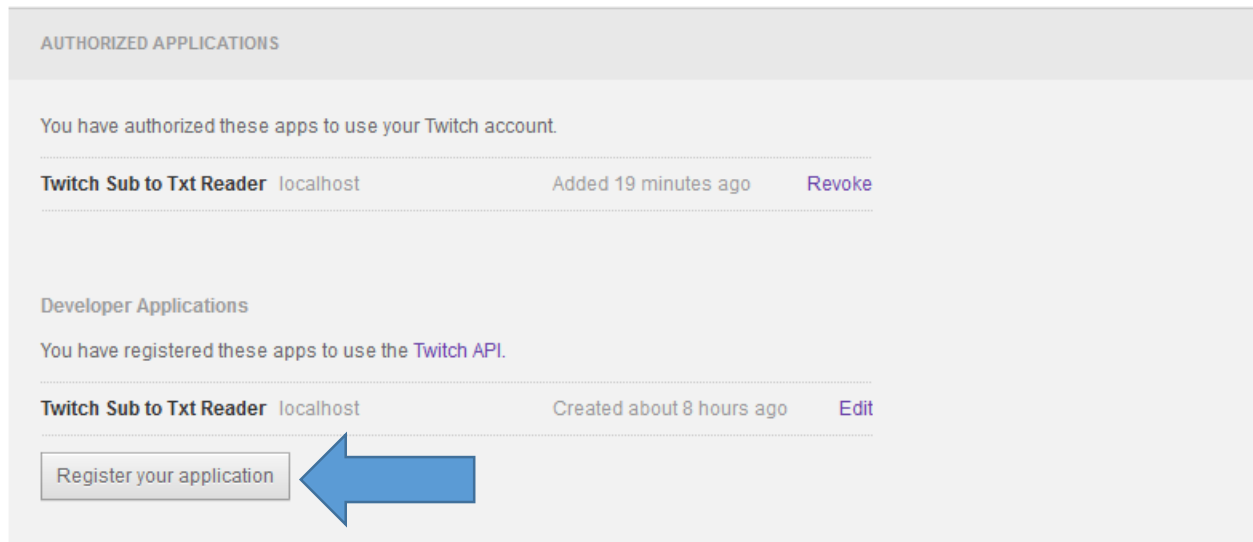 AUTHORIZED APPLICATIONS
You have authorized these apps to use your Twitch account.
Twitch Sub to Txt Reader localhost Added 19 minutes ago Revoke
Developer Applications
You have registered these apps to use the Twitch API.
Twitch Sub to Txt Reader localhost Created about 8 hours ago Edit
Register your application